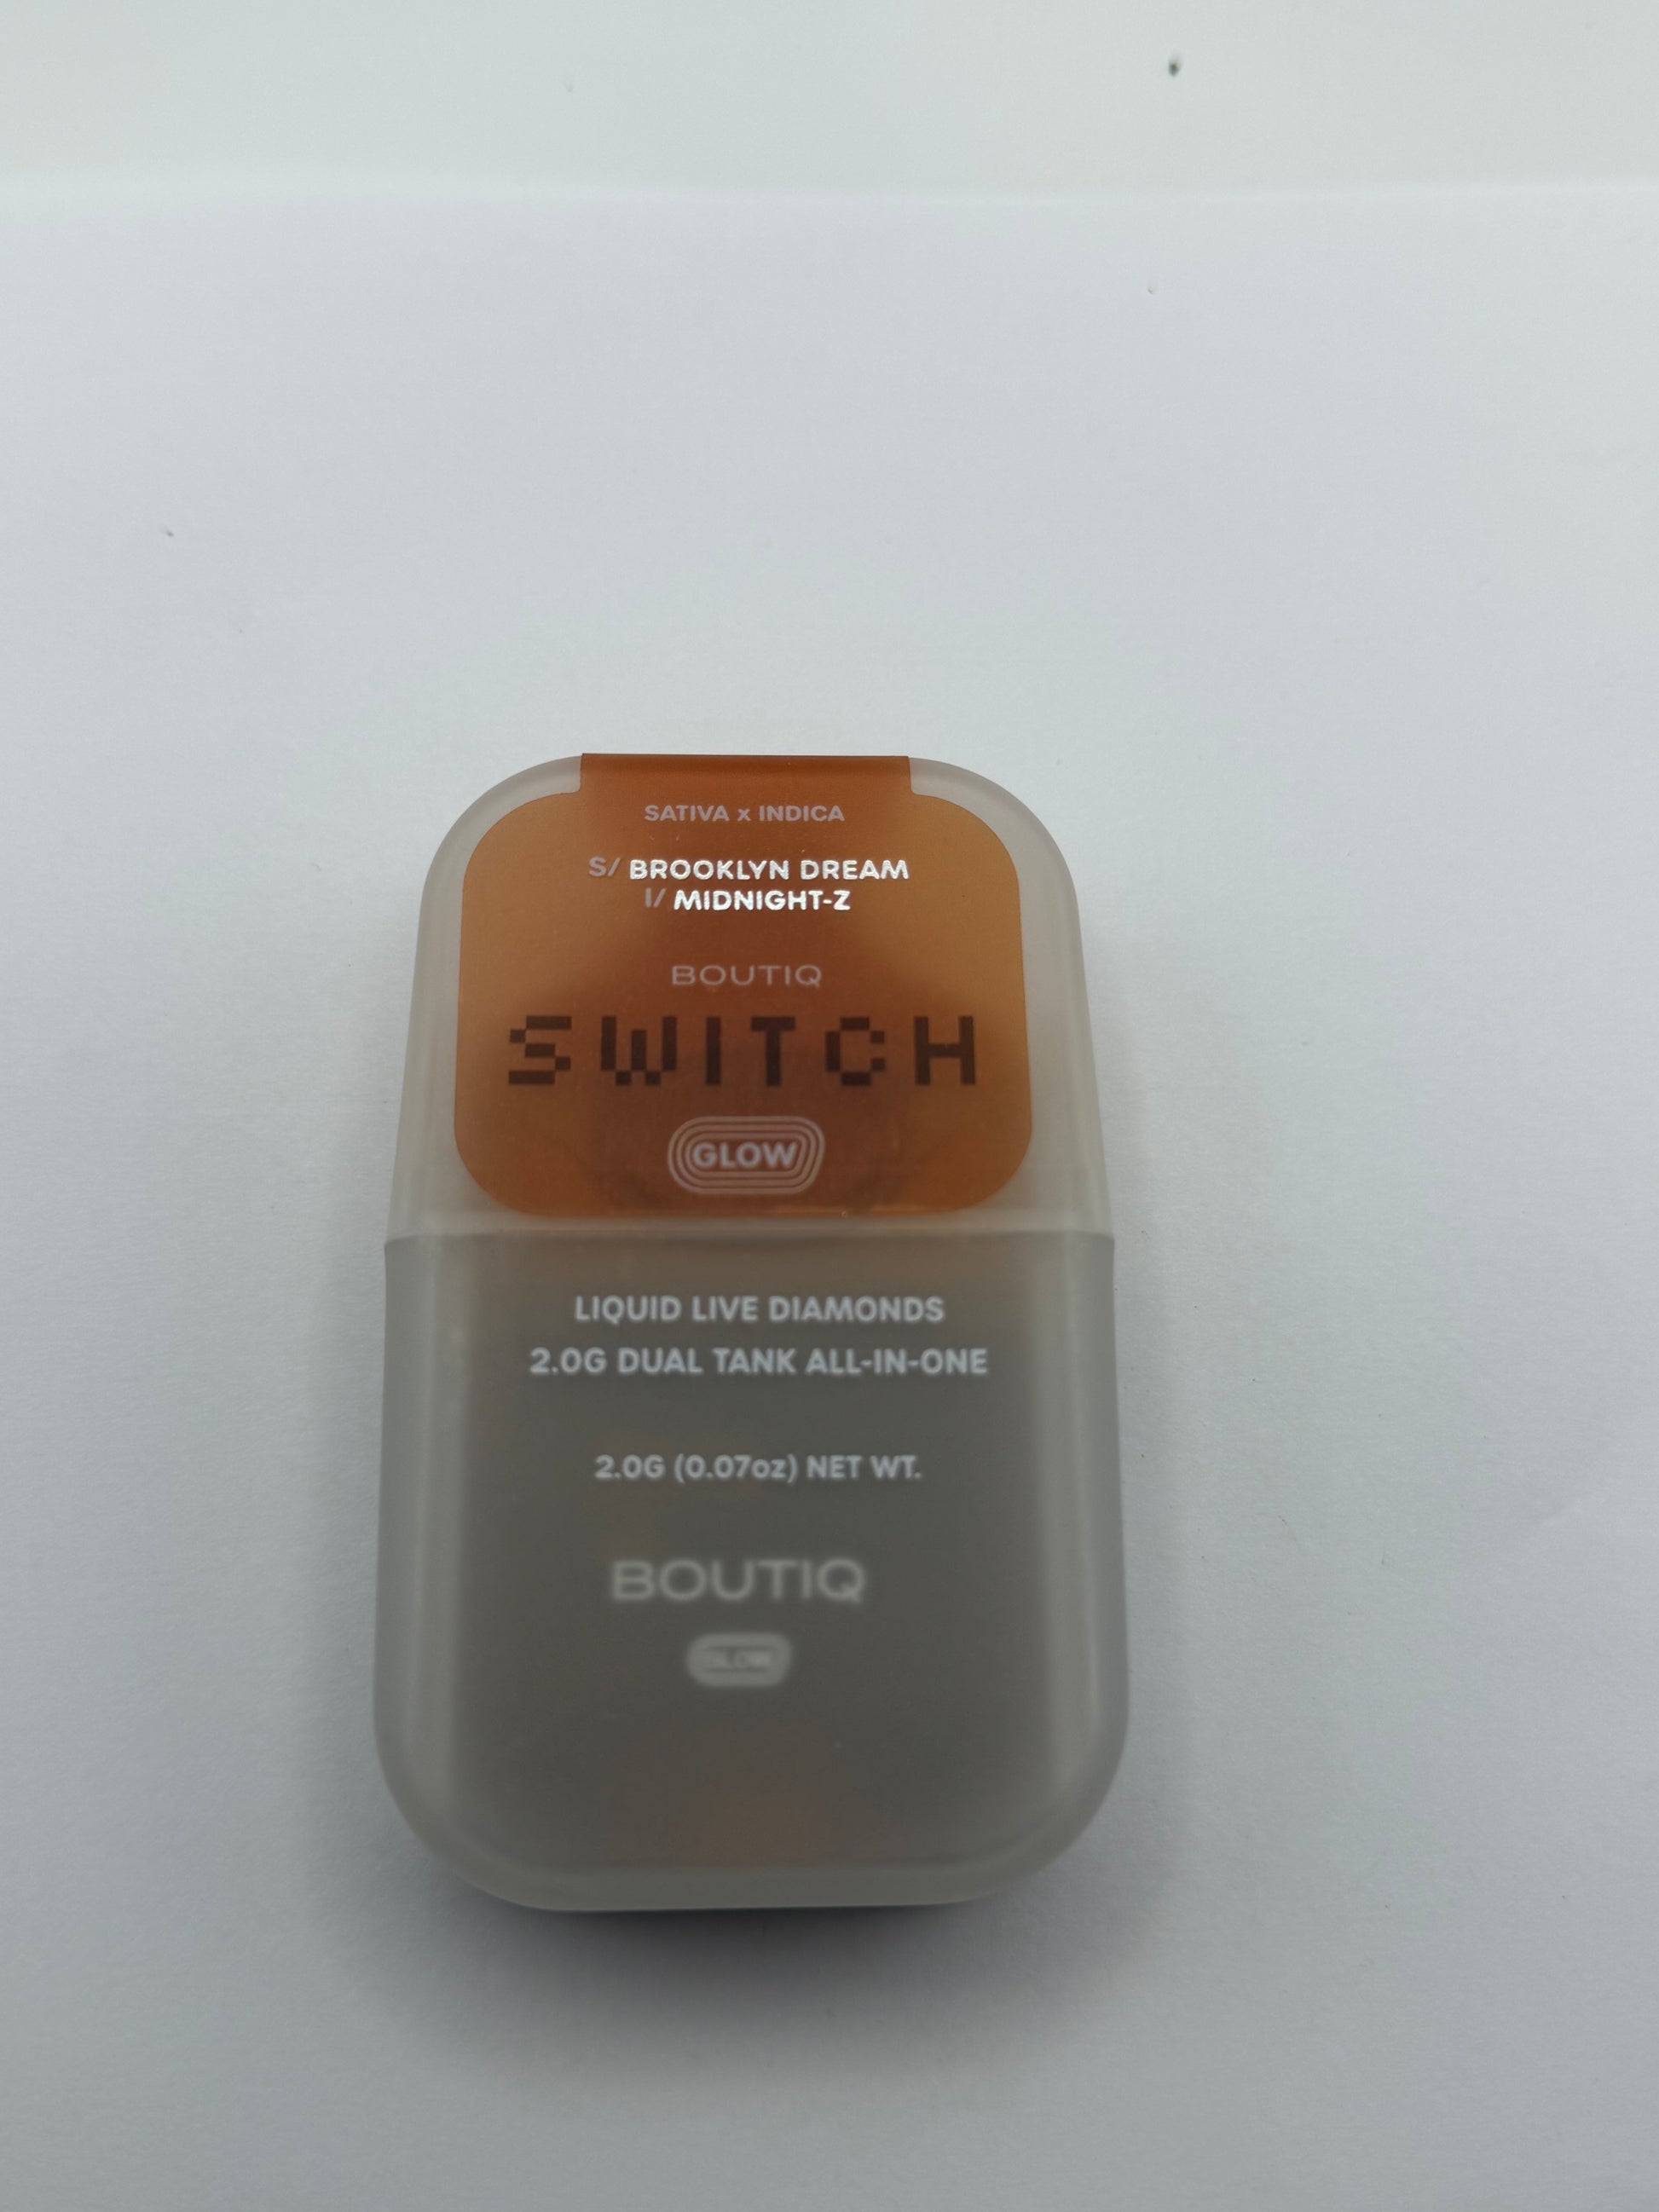 SATIVA x INDICA
S/ BROOKLYN DREAM
I/ MIDNIGHT-Z
BOUTIQ
SWITCH
GLOW
LIQUID LIVE DIAMONDS
2.0G DUAL TANK ALL-IN-ONE
2.0G (0.07oz) NET WT.
BOUTIQ
GLOW